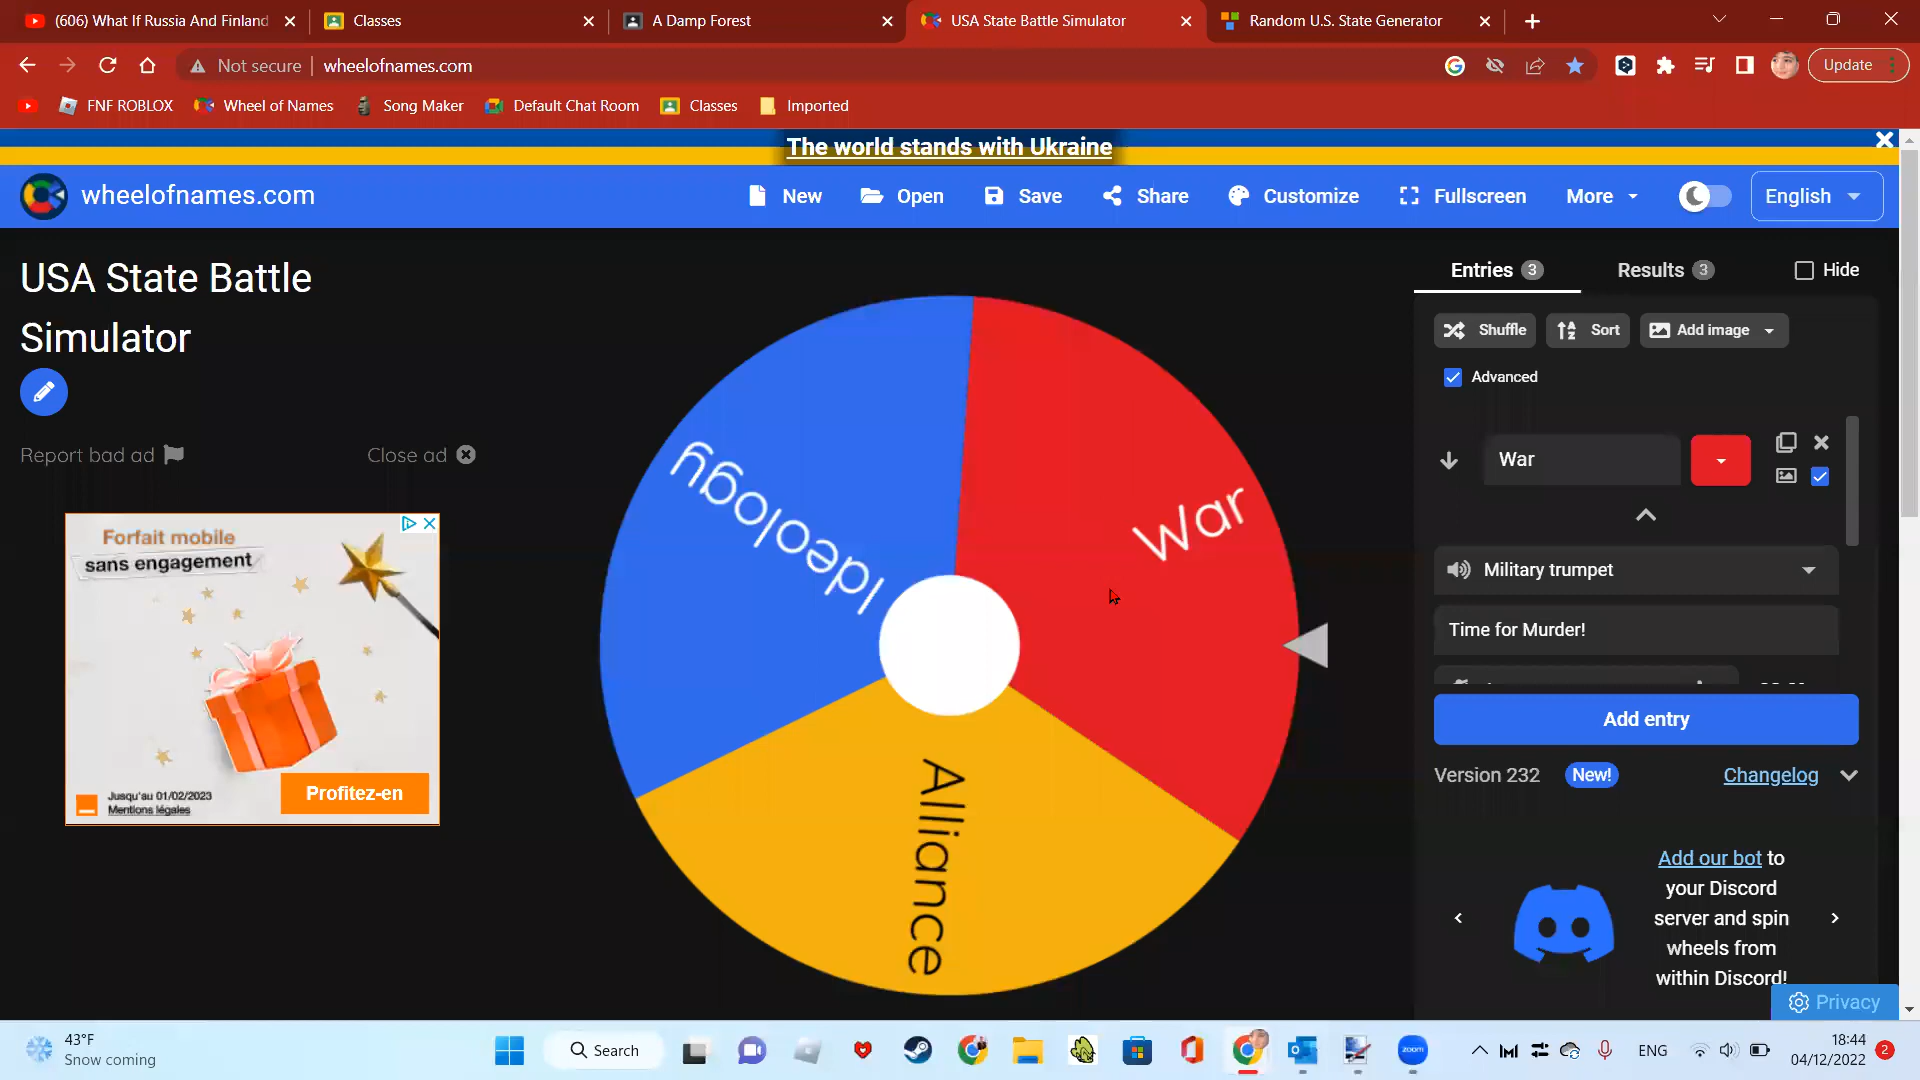 (606) What If Russia And Finland
Classes
A Damp Forest
USA State Battle Simulator
Random U.S. State Generator
Not secure
wheelofnames.com
Update
FNF ROBLOX
Wheel of Names
Song Maker
Default Chat Room
Classes
Imported
The world stands with Ukraine
wheelofnames.com
New
Open
Save
Share
Customize
Fullscreen
More
English
USA State Battle
Simulator
Entries 3
Results 3
Hide
Shuffle
Sort
Add image
Advanced
Report bad ad
Close ad
Forfait mobile
sans engagement
Jusqu'au 01/02/2023
Mentions légales
Profitez-en
Ideology
War
Alliance
War
Military trumpet
Time for Murder!
Add entry
Version 232
New!
Changelog
Add our bot to
your Discord
server and spin
wheels from
within Discord!
Privacy
43°F
Snow coming
Search
zoom
ENG
18:44
04/12/2022
2